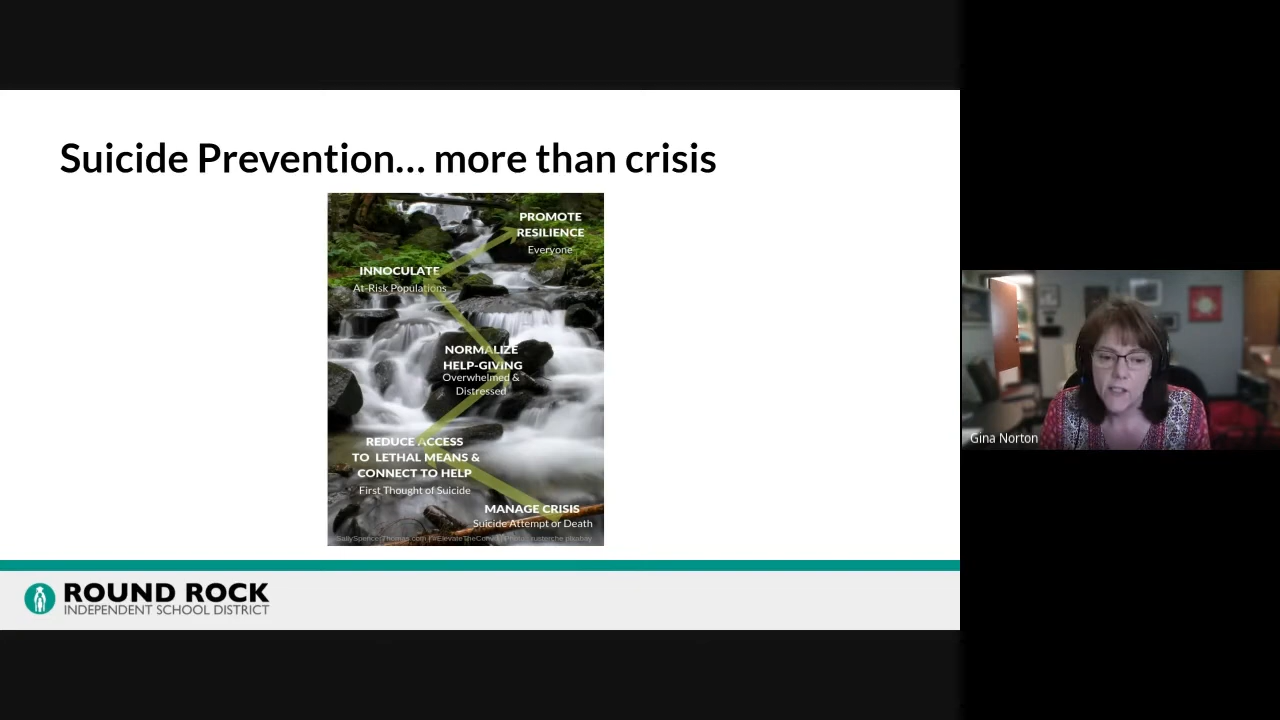 Suicide Prevention... more than crisis
PROMOTE
RESILIENCE
Everyone
INNOCULATE
At-Risk Populations
NORMALIZE
HELP-GIVING
Overwhelmed &
Distressed
REDUCE ACCESS
TO LETHAL MEANS &
CONNECT TO HELP
First Thought of Suicide
MANAGE CRISIS
Suicide Attempt or Death
ROUND ROCK
INDEPENDENT SCHOOL DISTRICT
Gina Norton